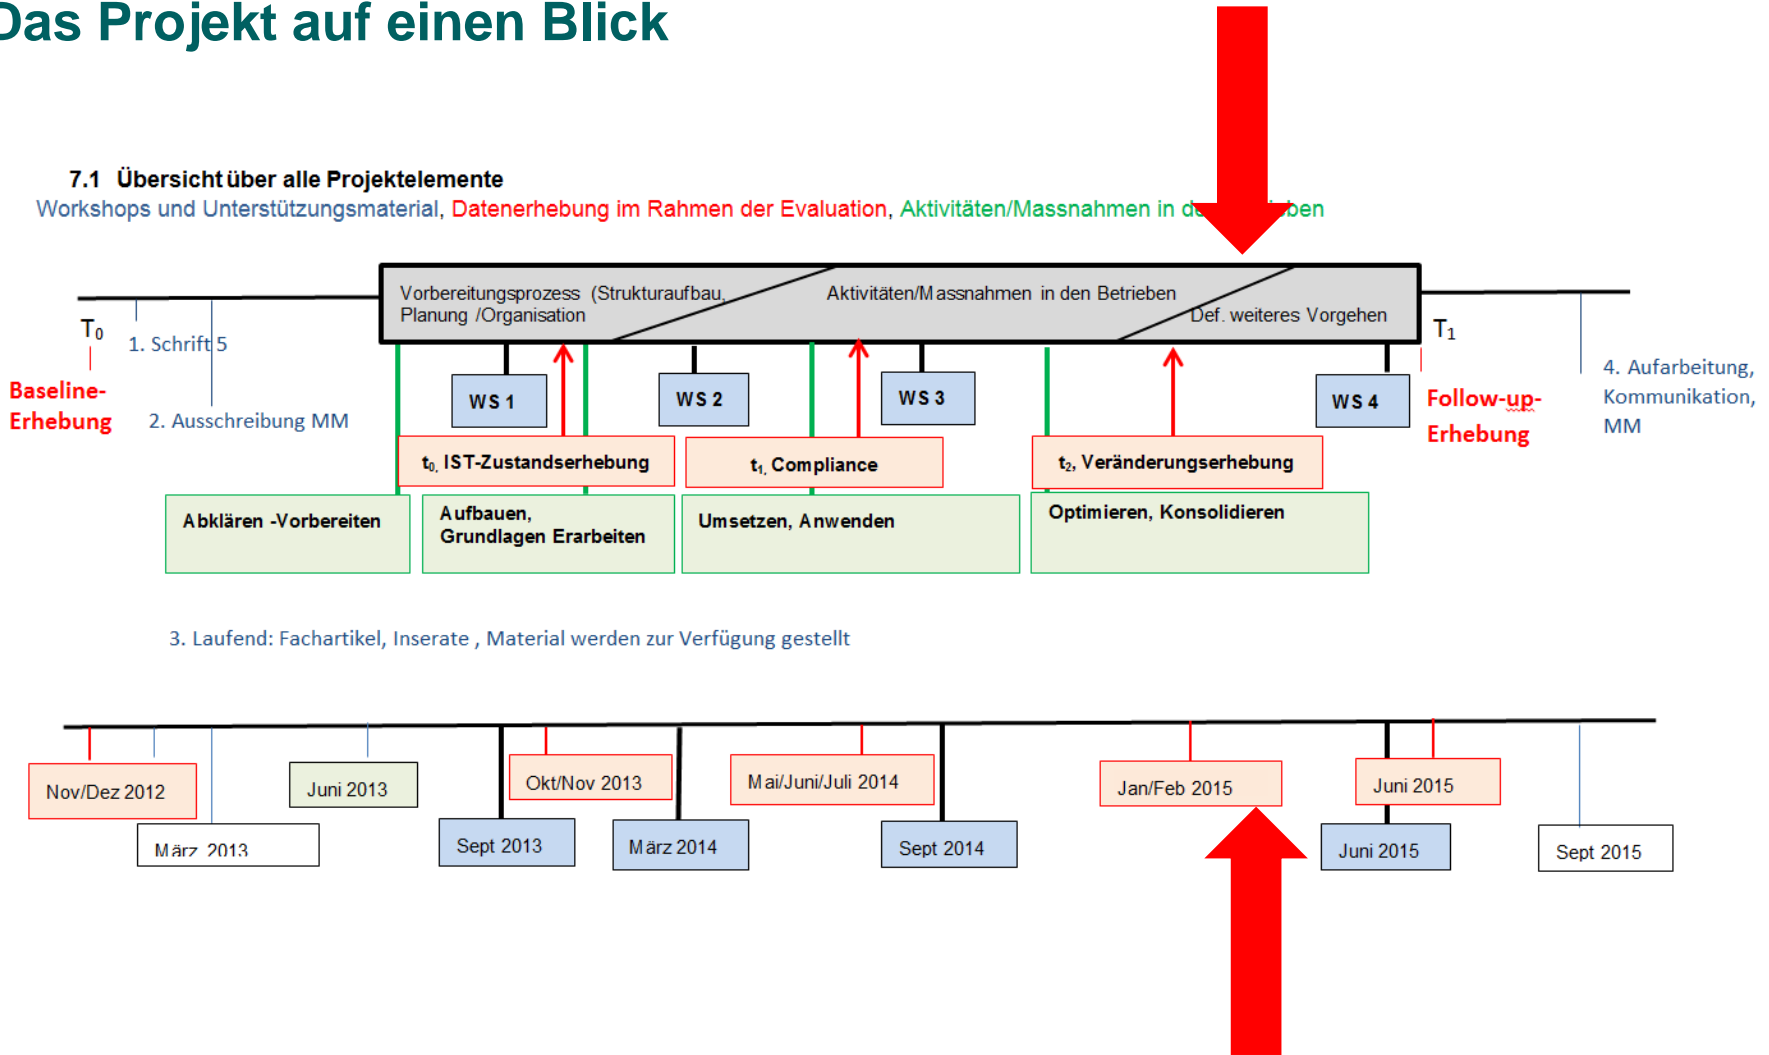 Das Projekt auf einen Blick
7.1 Übersicht über alle Projektelemente
Workshops und Unterstützungsmaterial, Datenerhebung im Rahmen der Evaluation, Aktivitäten/Massnahmen in
Vorbereitungsprozess (Strukturaufbau,
Planung /Organisation
Aktivitäten/Massnahmen in den Betrieben
Def. weiteres Vorgehen
T0
1. Schrift 5
Baseline-
Erhebung
2. Ausschreibung MM
WS 1
WS 2
WS 3
WS 4
T1
Follow-up-
Erhebung
4. Aufarbeitung,
Kommunikation,
MM
t0, IST-Zustandserhebung
t1, Compliance
t2, Veränderungserhebung
Abklären -Vorbereiten
Aufbauen,
Grundlagen Erarbeiten
Umsetzen, Anwenden
Optimieren, Konsolidieren
3. Laufend: Fachartikel, Inserate , Material werden zur Verfügung gestellt
Nov/Dez 2012
Juni 2013
Okt/Nov 2013
Mai/Juni/Juli 2014
Jan/Feb 2015
Juni 2015
März 2013
Sept 2013
März 2014
Sept 2014
Juni 2015
Sept 2015